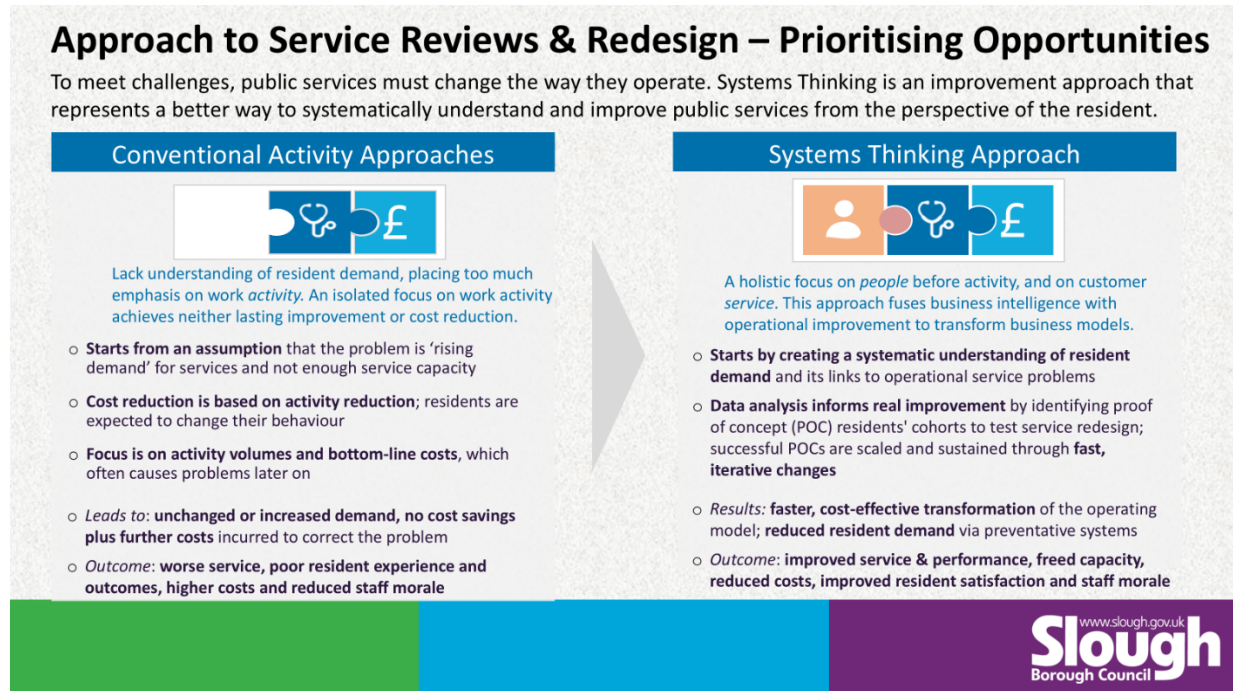 Approach to Service Reviews & Redesign – Prioritising Opportunities
To meet challenges, public services must change the way they operate. Systems Thinking is an improvement approach that
represents a better way to systematically understand and improve public services from the perspective of the resident.
Conventional Activity Approaches
£
Lack understanding of resident demand, placing too much
emphasis on work activity. An isolated focus on work activity
achieves neither lasting improvement or cost reduction.
o Starts from an assumption that the problem is ‘rising
demand’ for services and not enough service capacity
o Cost reduction is based on activity reduction; residents are
expected to change their behaviour
o Focus is on activity volumes and bottom-line costs, which
often causes problems later on
o Leads to: unchanged or increased demand, no cost savings
plus further costs incurred to correct the problem
o Outcome: worse service, poor resident experience and
outcomes, higher costs and reduced staff morale
Systems Thinking Approach
£
A holistic focus on people before activity, and on customer
service. This approach fuses business intelligence with
operational improvement to transform business models.
o Starts by creating a systematic understanding of resident
demand and its links to operational service problems
o Data analysis informs real improvement by identifying proof
of concept (POC) residents' cohorts to test service redesign;
successful POCs are scaled and sustained through fast,
iterative changes
o Results: faster, cost-effective transformation of the operating
model; reduced resident demand via preventative systems
o Outcome: improved service & performance, freed capacity,
reduced costs, improved resident satisfaction and staff morale
www.slough.gov.uk
Slough
Borough Council